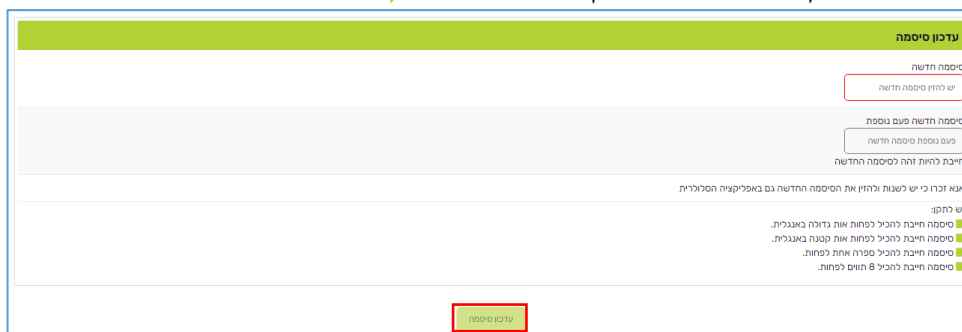 עדכון סיסמה
סיסמה חדשה
יש להזין סיסמה חדשה
סיסמה חדשה פעם נוספת
פעם נוספת סיסמה חדשה
חייבת להיות זהה לסיסמה החדשה
אנא זכרו כי יש לשנות ולהזין את הסיסמה החדשה גם באפליקציה הסלולרית
יש לתקן:
סיסמה חייבת להכיל לפחות אות גדולה באנגלית.
סיסמה חייבת להכיל לפחות אות קטנה באנגלית.
סיסמה חייבת להכיל ספרה אחת לפחות.
סיסמה חייבת להכיל 8 תווים לפחות.
עדכון סיסמה